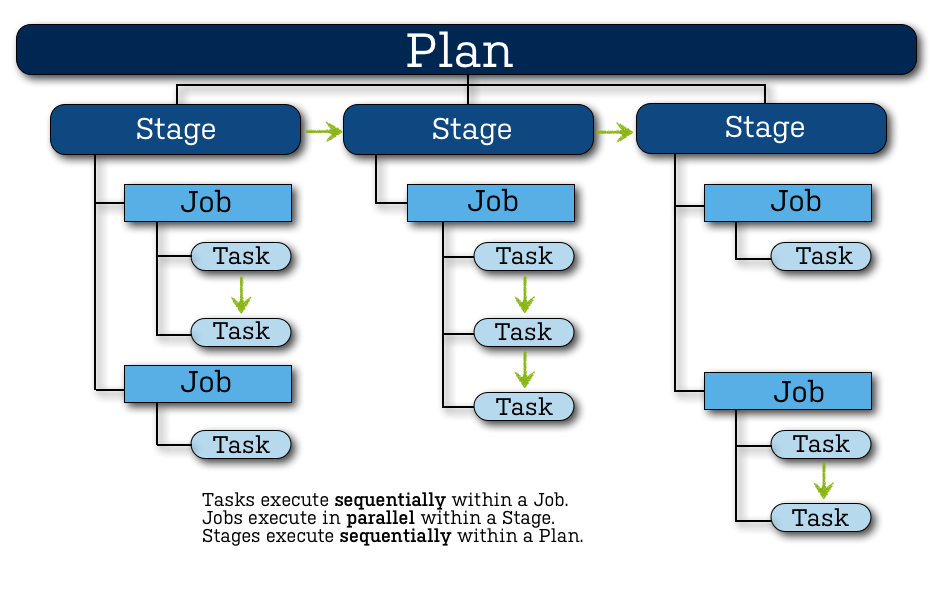 Plan
Stage
Stage
Stage
Job
Job
Job
Task
Task
Task
Task
Task
Job
Job
Task
Task
Task
Task
Tasks execute sequentially within a Job.
Jobs execute in parallel within a Stage.
Stages execute sequentially within a Plan.